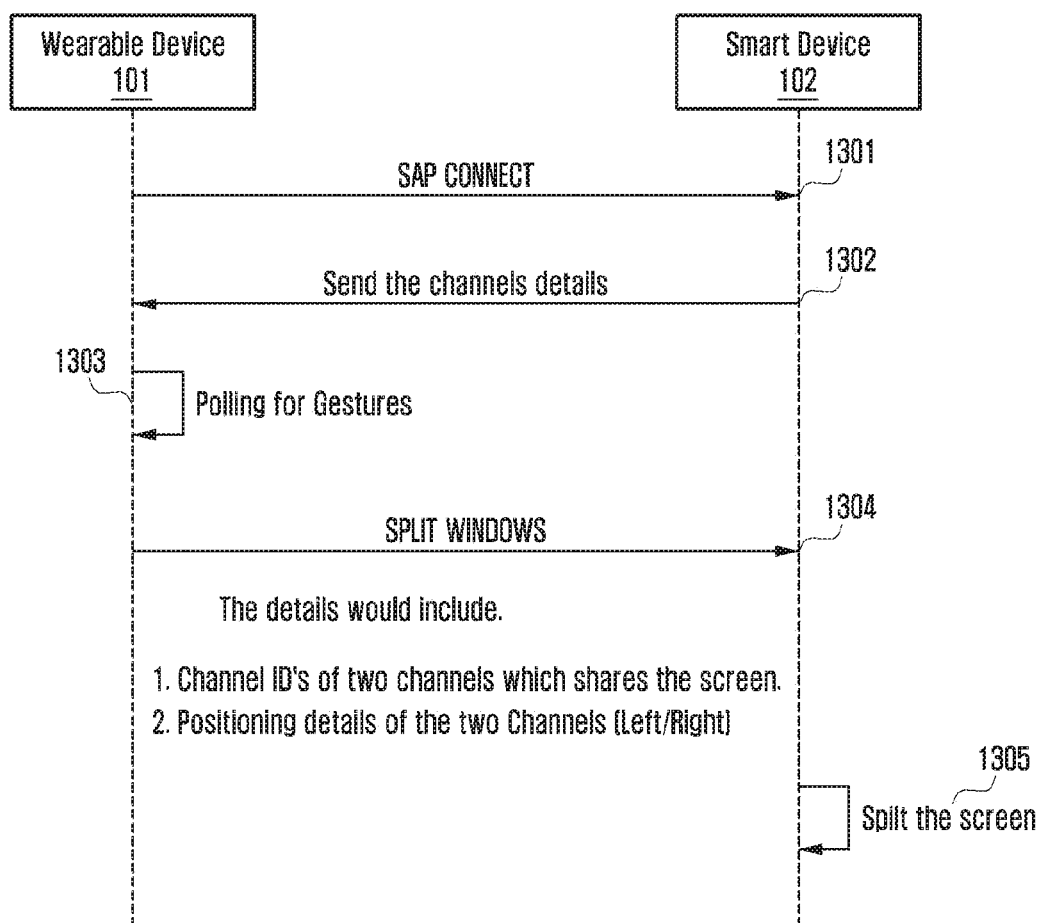 Wearable Device
101
Smart Device
102
1301
SAP CONNECT
1302
Send the channels details
1303
Polling for Gestures
1304
SPLIT WINDOWS
The details would include.
1. Channel ID's of two channels which shares the screen.
2. Positioning details of the two Channels (Left/Right)
1305
Spilt the screen